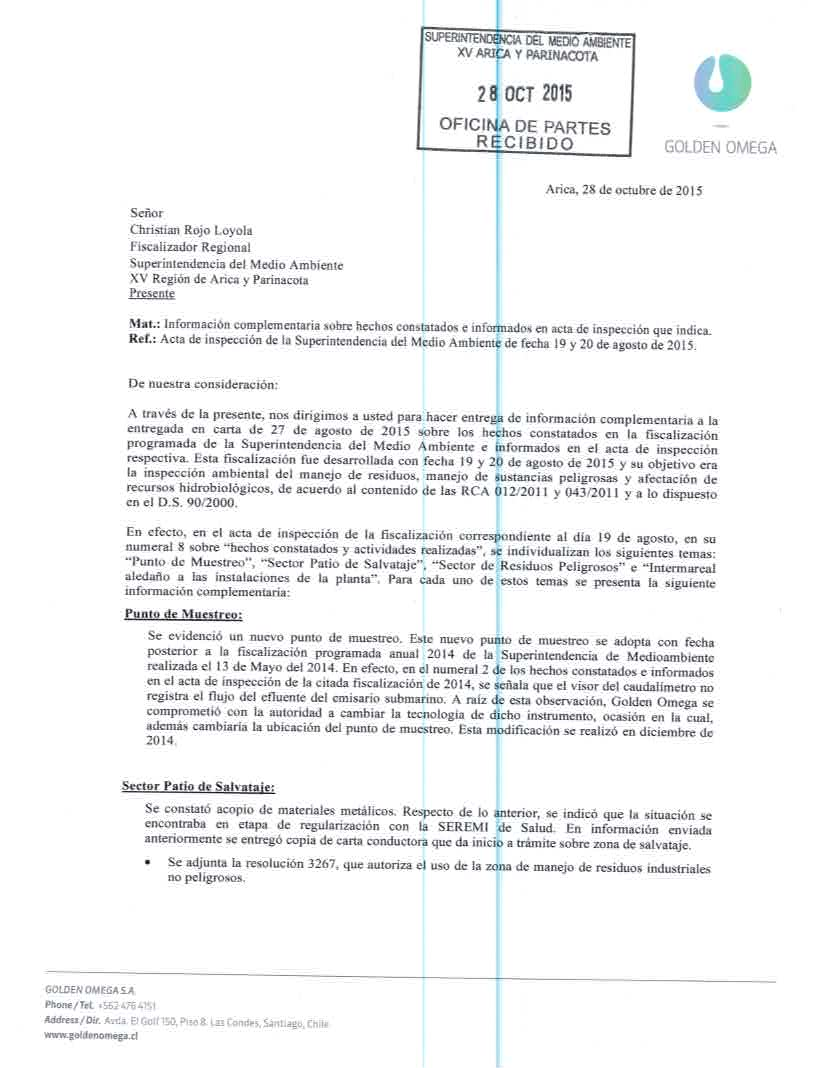 SUPERINTENDENCIA DEL MEDIO AMBIENTE
XV ARICA Y PARINACOTA
28 OCT 2015
OFICINA DE PARTES
RECIBIDO
GOLDEN OMEGA
Arica, 28 de octubre de 2015
Señor
Christian Rojo Loyola
Fiscalizador Regional
Superintendencia del Medio Ambiente
XV Región de Arica y Parinacota
Presente
Mat.: Información complementaria sobre hechos constatados e informados en acta de inspección que indica.
Ref.: Acta de inspección de la Superintendencia del Medio Ambiente de fecha 19 y 20 de agosto de 2015.
De nuestra consideración:
A través de la presente, nos dirigimos a usted para hacer entrega de información complementaria a la
entregada en carta de 27 de agosto de 2015 sobre los hechos constatados en la fiscalización
programada de la Superintendencia del Medio Ambiente e informados en el acta de inspección
respectiva. Esta fiscalización fue desarrollada con fecha 19 y 20 de agosto de 2015 y su objetivo era
la inspección ambiental del manejo de residuos, manejo de sustancias peligrosas y afectación de
recursos hidrobiológicos, de acuerdo al contenido de las RCA 012/2011 y 043/2011 y a lo dispuesto
en el D.S. 90/2000.
En efecto, en el acta de inspección de la fiscalización correspondiente al día 19 de agosto, en su
numeral 8 sobre “hechos constatados y actividades realizadas”, se individualizan los siguientes temas:
“Punto de Muestreo”, “Sector Patio de Salvataje”, “Sector de Residuos Peligrosos” e “Intermareal
aledaño a las instalaciones de la planta”. Para cada uno de estos temas se presenta la siguiente
información complementaria:
Punto de Muestreo:
Se evidenció un nuevo punto de muestreo. Este nuevo punto de muestreo se adopta con fecha
posterior a la fiscalización programada anual 2014 de la Superintendencia de Medioambiente
realizada el 13 de Mayo del 2014. En efecto, en el numeral 2 de los hechos constatados e informados
en el acta de inspección de la citada fiscalización de 2014, se señala que el visor del caudalímetro no
registra el flujo del efluente del emisario submarino. A raíz de esta observación, Golden Omega se
comprometió con la autoridad a cambiar la tecnología de dicho instrumento, ocasión en la cual,
además cambiaría la ubicación del punto de muestreo. Esta modificación se realizó en diciembre de
2014.
Sector Patio de Salvataje:
Se constató acopio de materiales metálicos. Respecto de lo anterior, se indicó que la situación se
encontraba en etapa de regularización con la SEREMI de Salud. En información enviada
anteriormente se entregó copia de carta conductora que da inicio a trámite sobre zona de salvataje.
• Se adjunta la resolución 3267, que autoriza el uso de la zona de manejo de residuos industriales
no peligrosos.
GOLDEN OMEGA S.A.
Phone / Tel. +562 476 4151
Address / Dir. Avda. El Golf 150, Piso 8. Las Condes, Santiago, Chile
www.goldenomega.cl